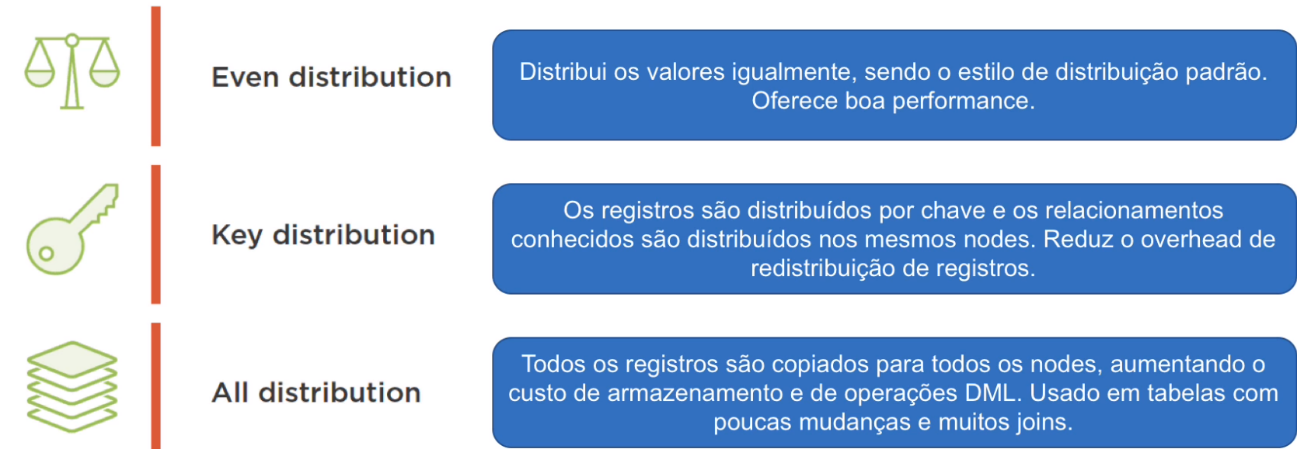 Even distribution
Distribui os valores igualmente, sendo o estilo de distribuição padrão.
Oferece boa performance.
Key distribution
Os registros são distribuídos por chave e os relacionamentos
conhecidos são distribuídos nos mesmos nodes. Reduz o overhead de
redistribuição de registros.
All distribution
Todos os registros são copiados para todos os nodes, aumentando o
custo de armazenamento e de operações DML. Usado em tabelas com
poucas mudanças e muitos joins.